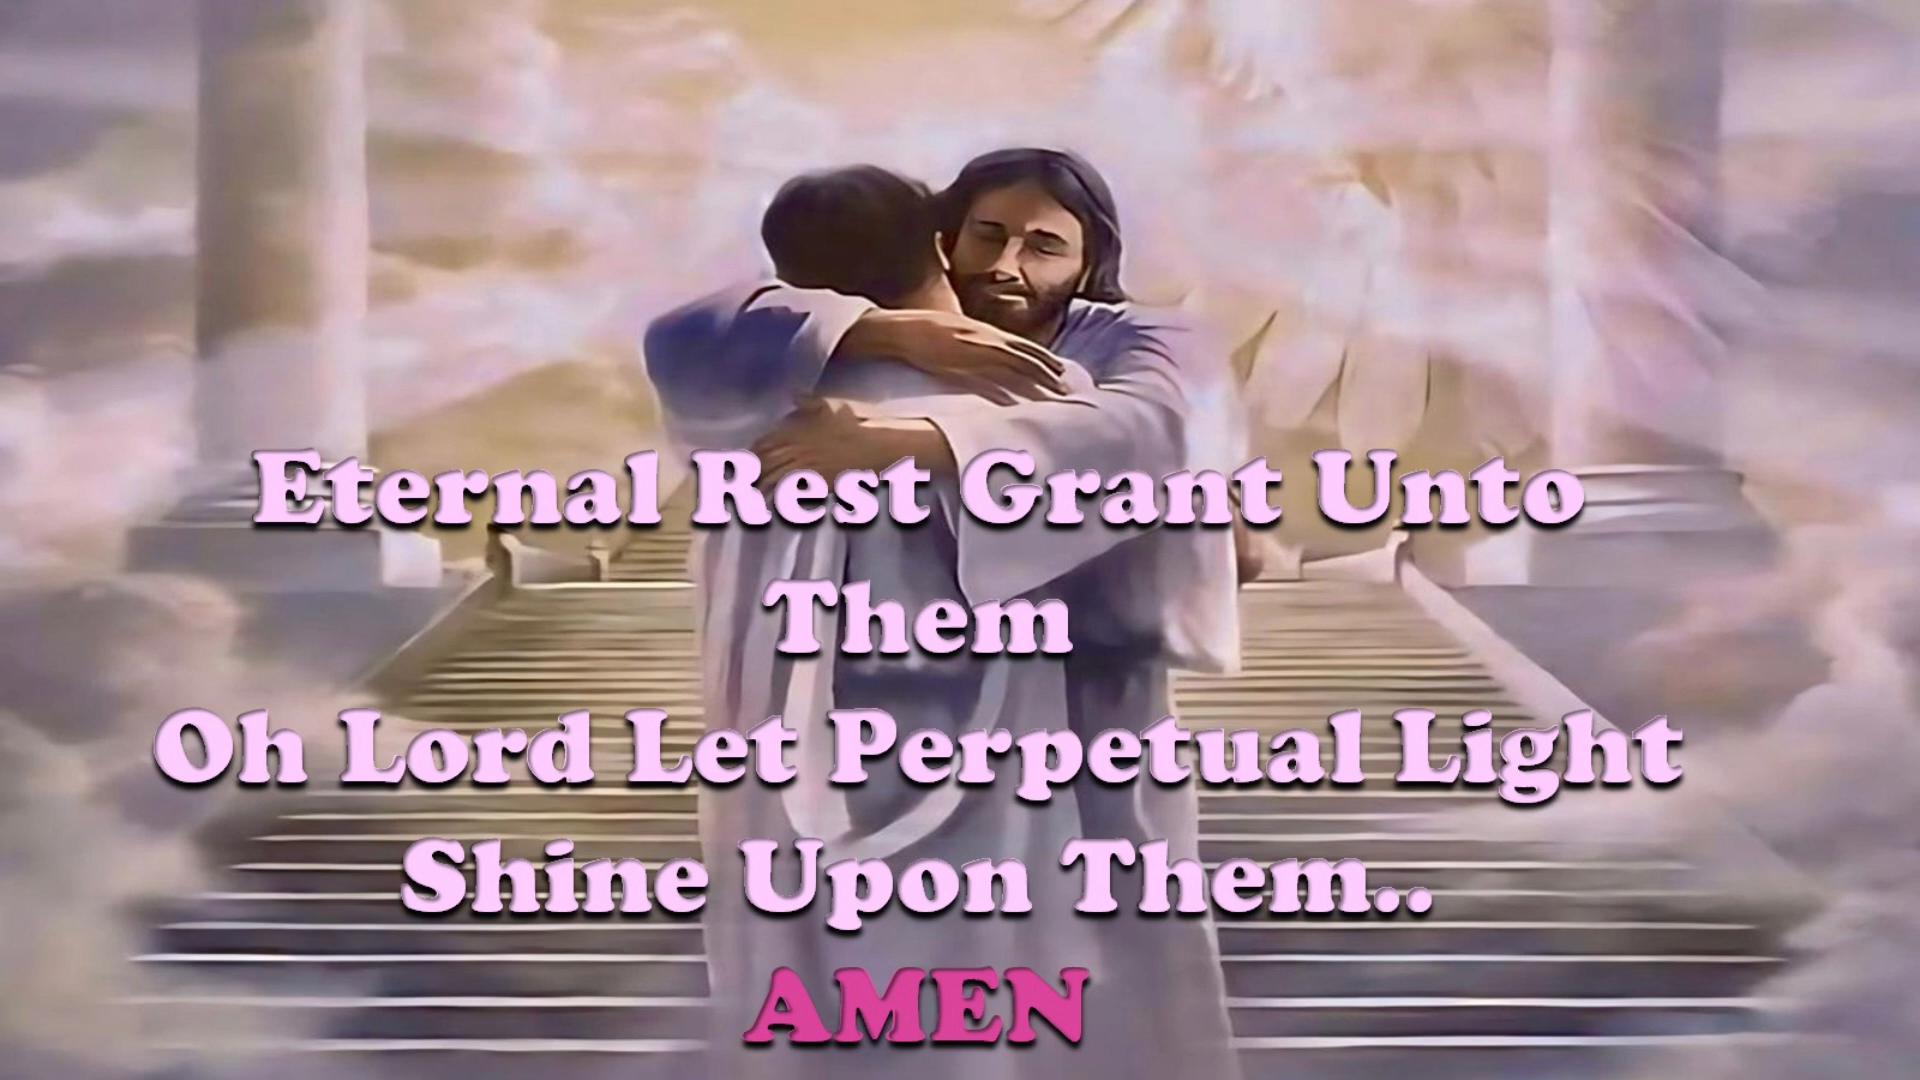 Eternal Rest Grant Unto
Them
Oh Lord Let Perpetual Light
Shine Upon Them..
AMEN